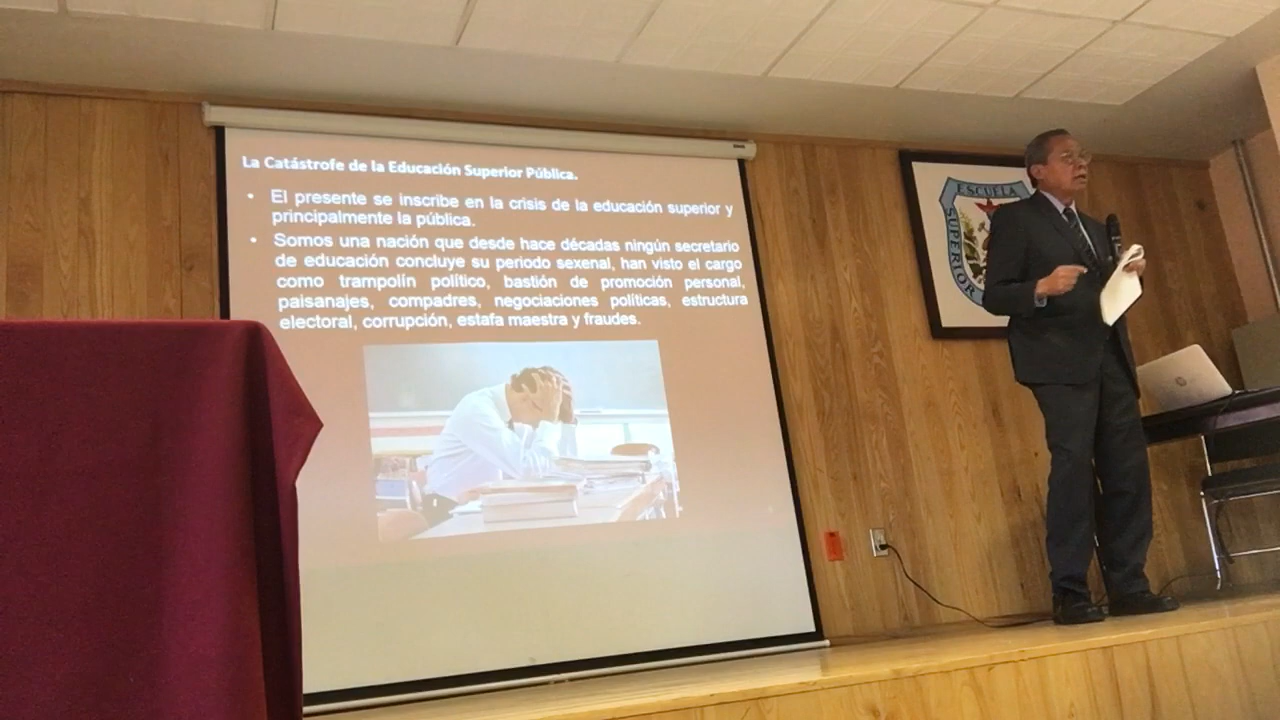 La Catástrofe de la Educación Superior Pública.
• El presente se inscribe en la crisis de la educación superior y
principalmente la pública.
• Somos una nación que desde hace décadas ningún secretario
de educación concluye su periodo sexenal, han visto el cargo
como trampolín político, bastión de promoción personal,
paisanajes, compadres, negociaciones políticas, estructura
electoral, corrupción, estafa maestra y fraudes.
ESCUELA
SUPERIOR
hp